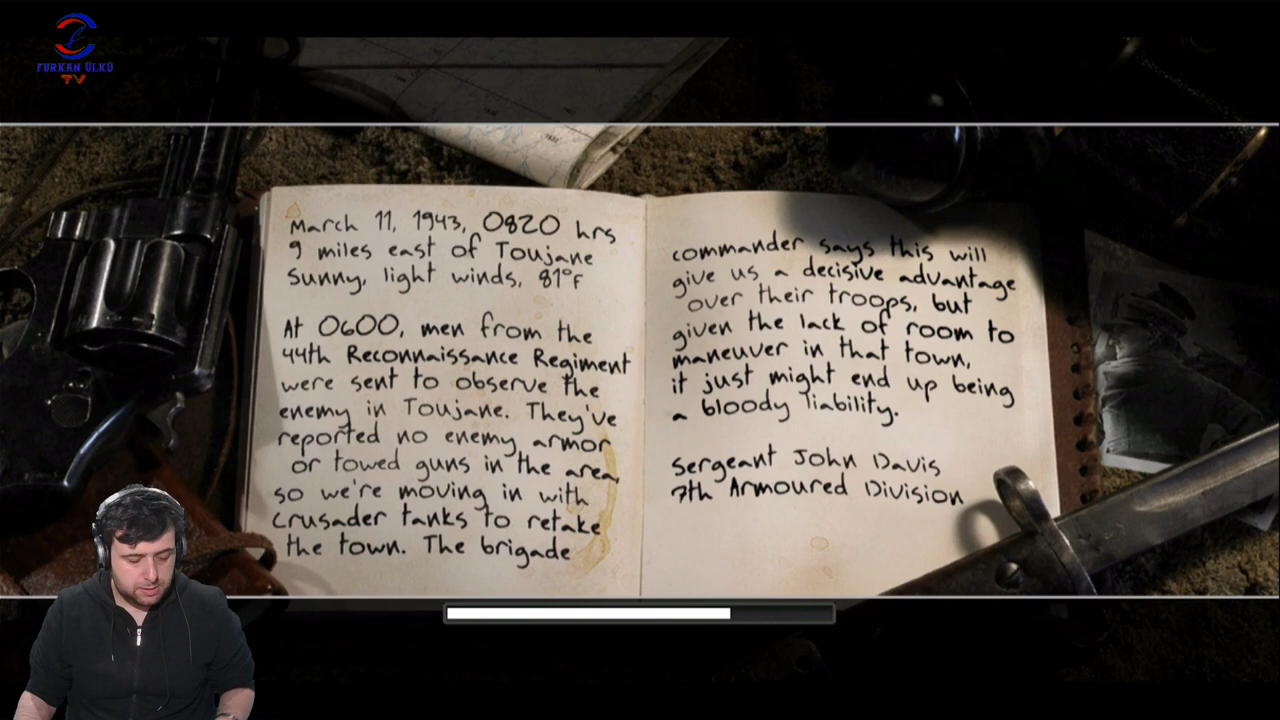 FURKAN ÜLKÜ
TV
March 11, 1943, 0820 hrs
9 miles east of Toujane
Sunny, light winds, 81°F
At 0600, men from the
44th Reconnaissance Regiment
were sent to observe the
enemy in Toujane. They've
reported no enemy armor
or towed guns in the area,
so we're moving in with
Crusader tanks to retake
the town. The brigade
commander says this will
give us a decisive advantage
over their troops, but
given the lack of room to
maneuver in that town,
it just might end up being
a bloody liability.
Sergeant John Davis
7th Armoured Division